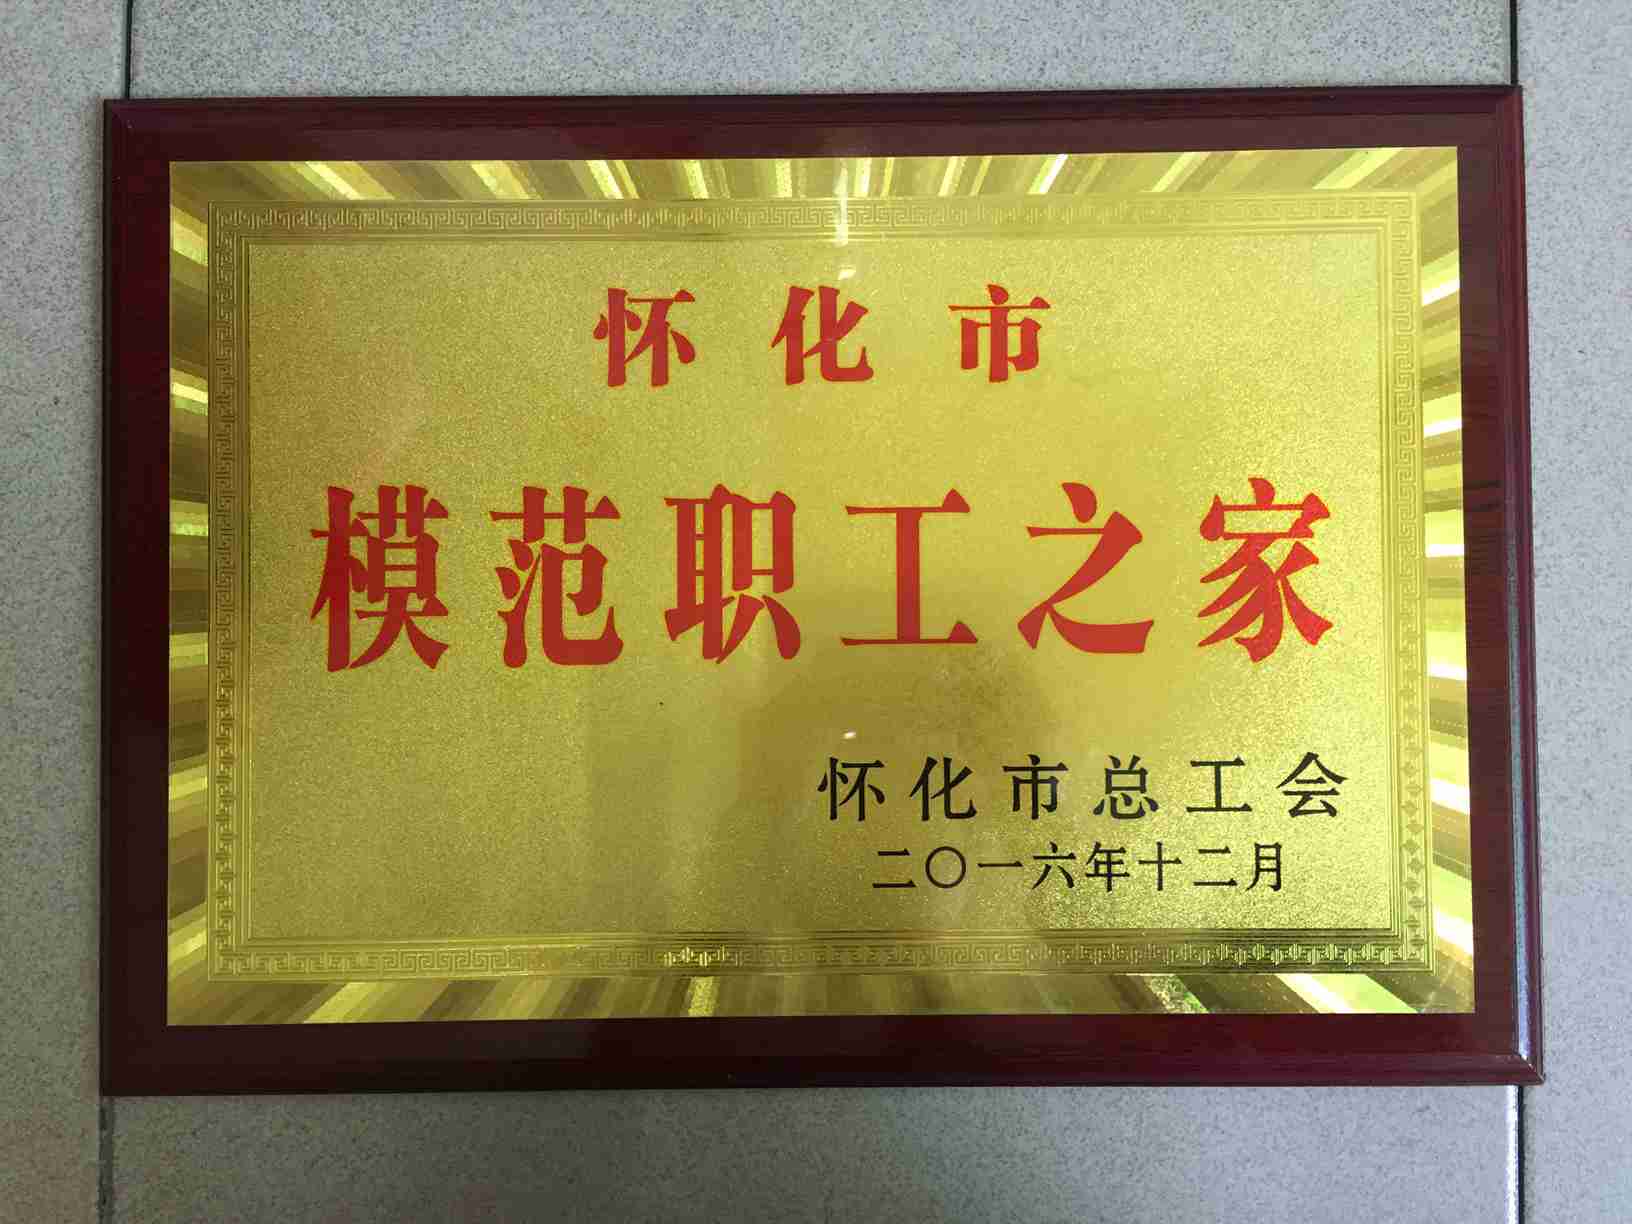 怀化市
模范职工之家
怀化市总工会
二〇一六年十二月